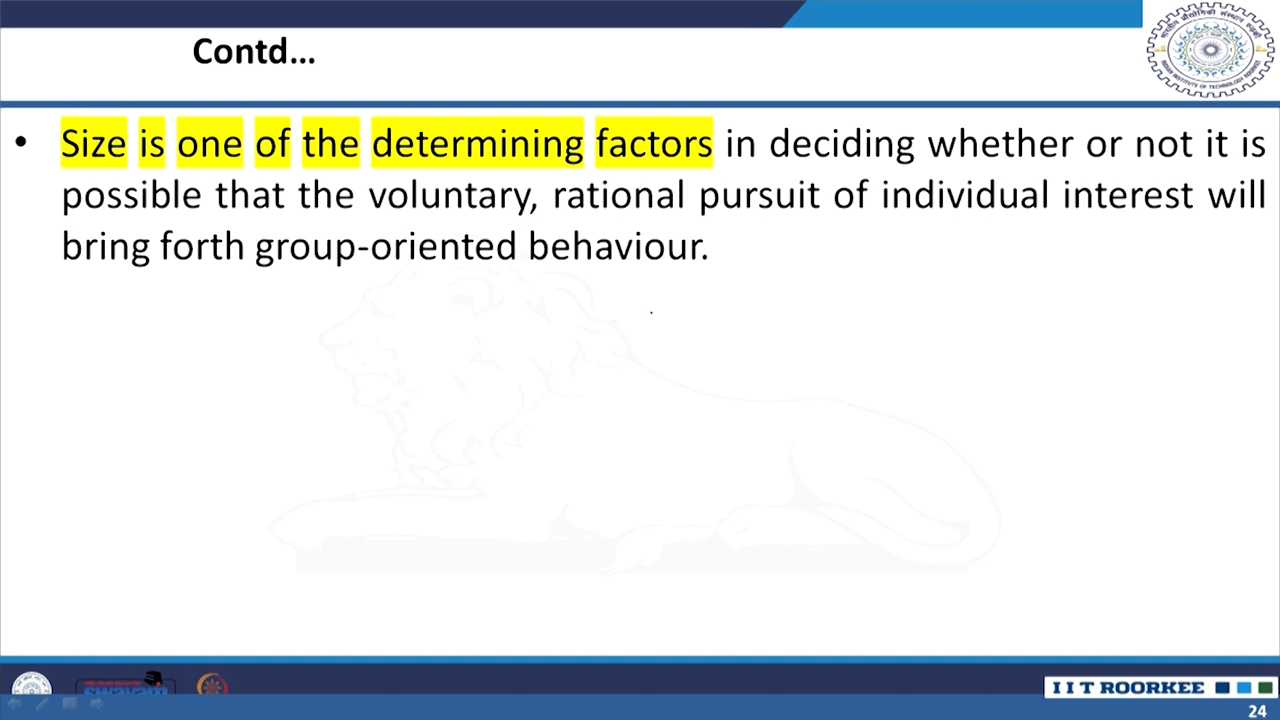 Contd...
• Size is one of the determining factors in deciding whether or not it is
possible that the voluntary, rational pursuit of individual interest will
bring forth group-oriented behaviour.
swayam
IIT ROORKEE
24